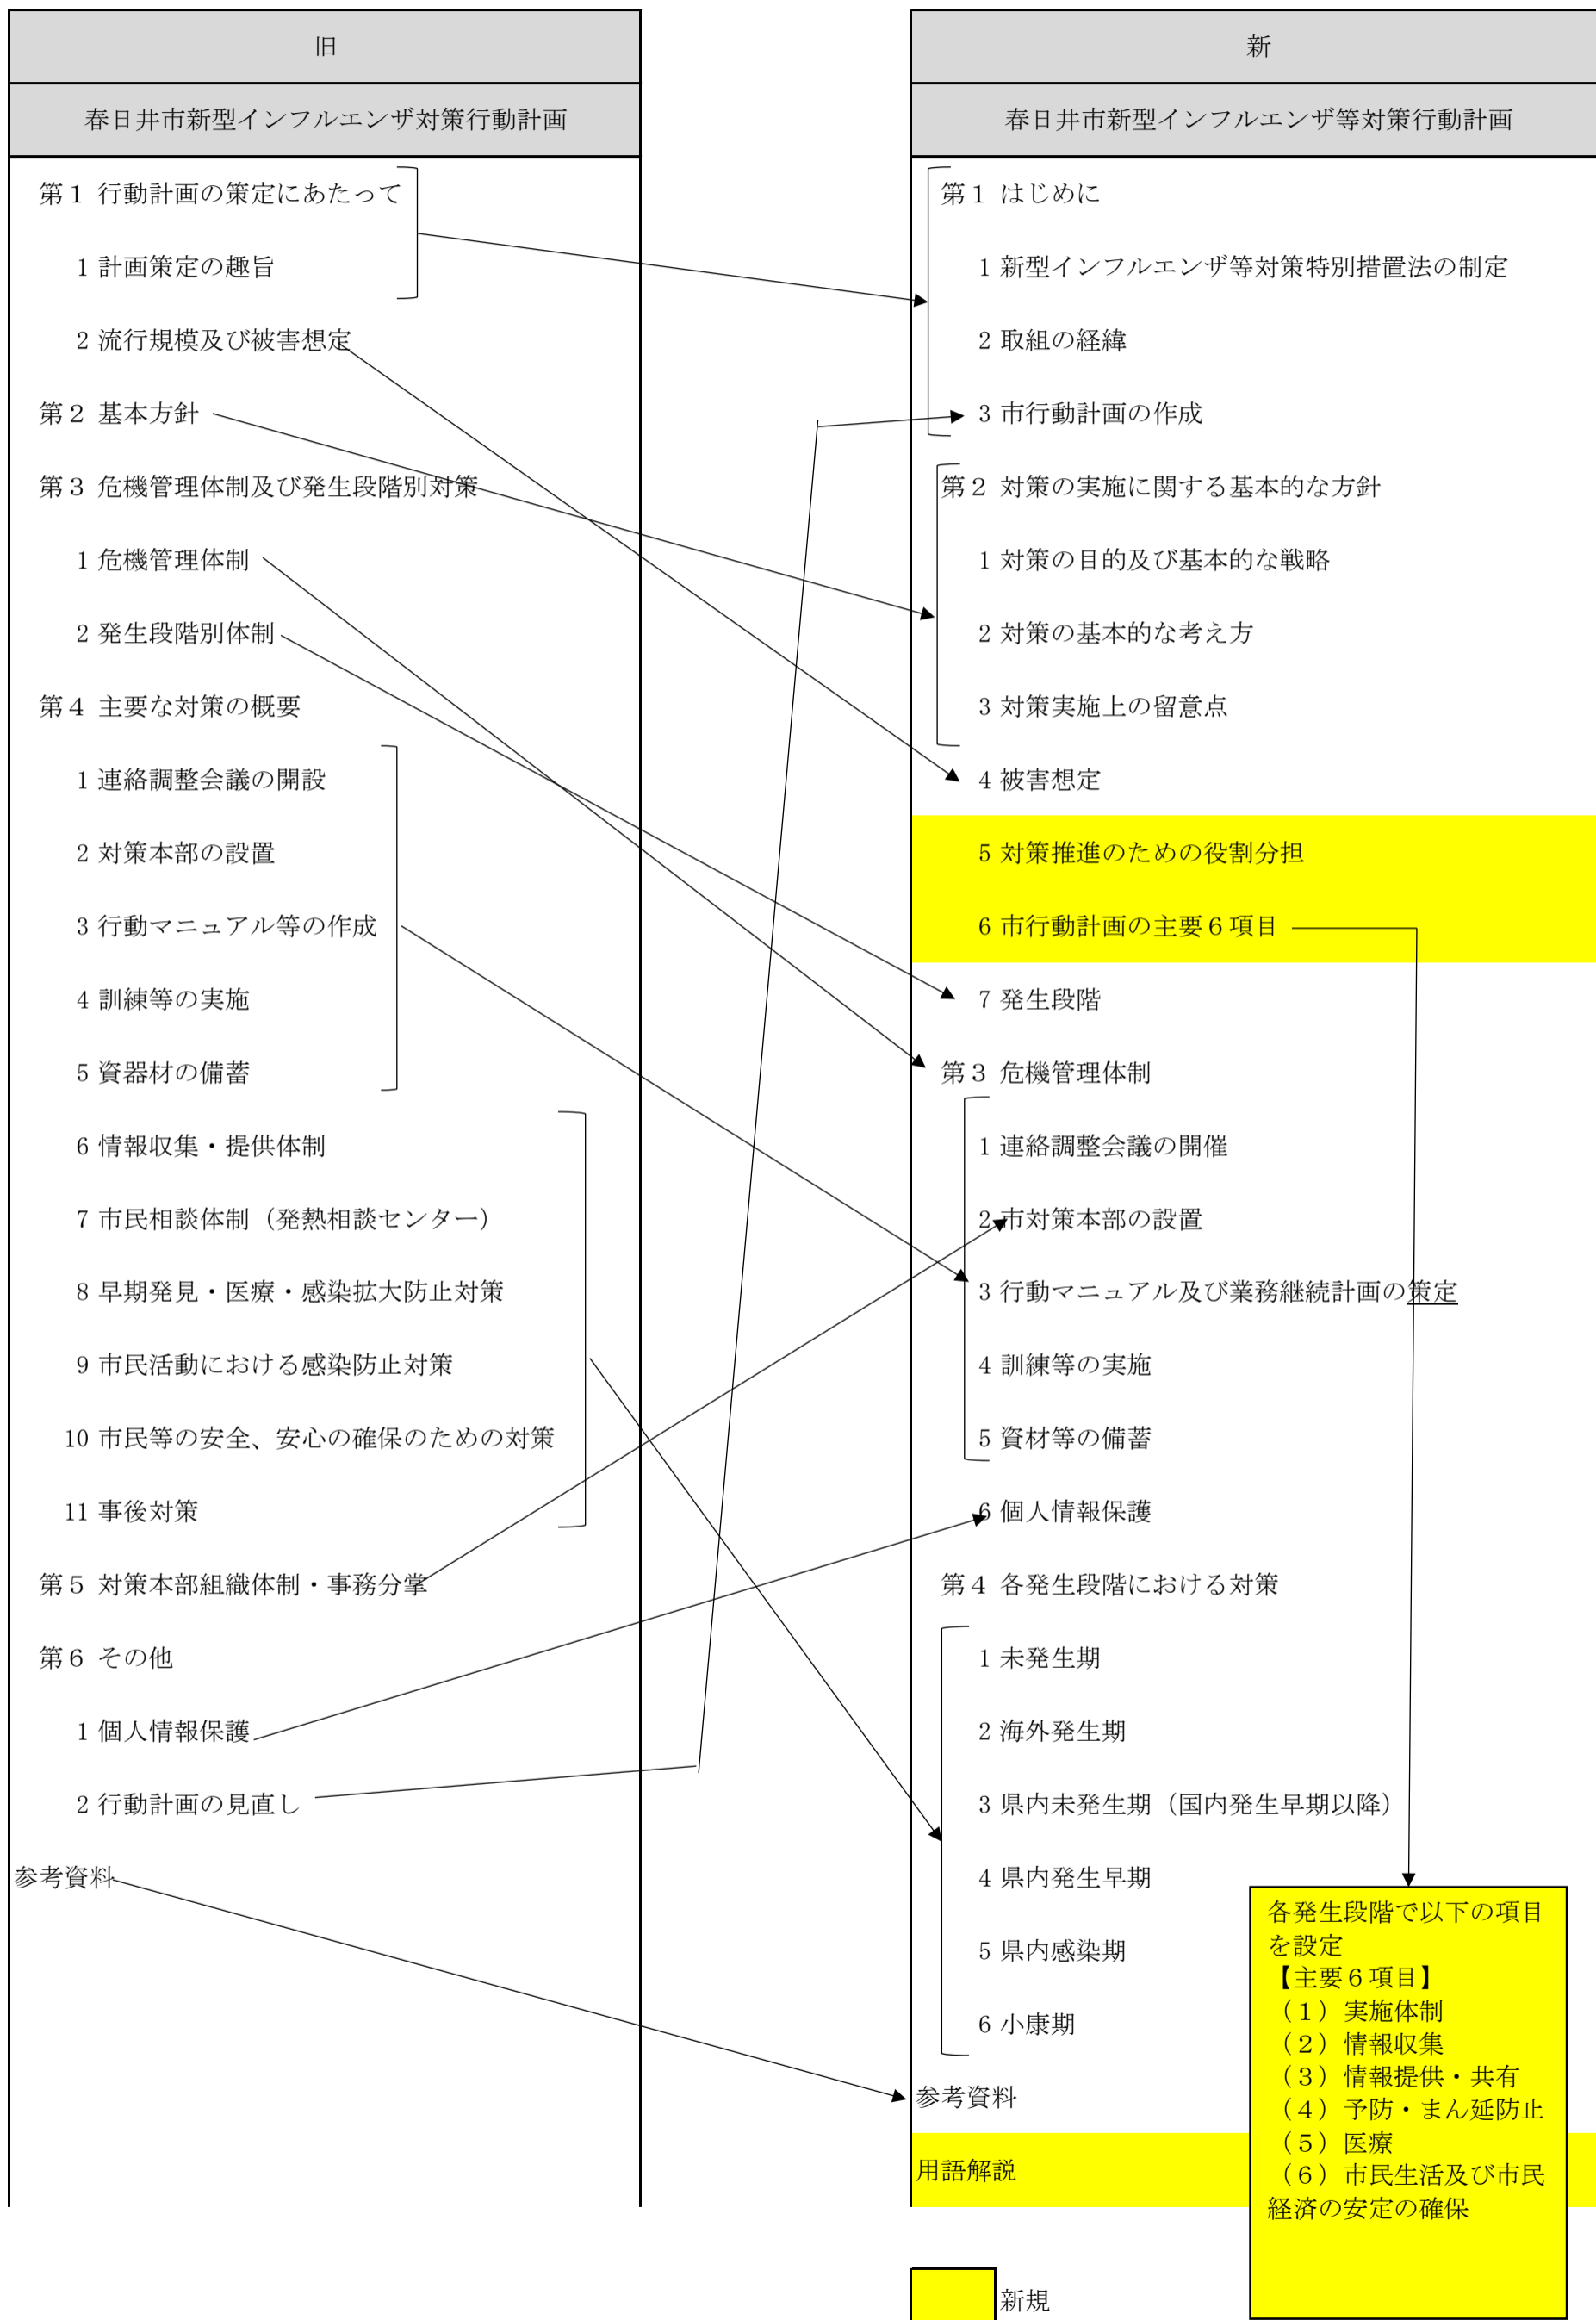 旧
春日井市新型インフルエンザ対策行動計画
第１ 行動計画の策定にあたって
1 計画策定の趣旨
2 流行規模及び被害想定
第２ 基本方針
第３ 危機管理体制及び発生段階別対策
1 危機管理体制
2 発生段階別体制
第４ 主要な対策の概要
1 連絡調整会議の開設
2 対策本部の設置
3 行動マニュアル等の作成
4 訓練等の実施
5 資器材の備蓄
6 情報収集・提供体制
7 市民相談体制（発熱相談センター）
8 早期発見・医療・感染拡大防止対策
9 市民活動における感染防止対策
10 市民等の安全、安心の確保のための対策
11 事後対策
第５ 対策本部組織体制・事務分掌
第６ その他
1 個人情報保護
2 行動計画の見直し
参考資料
新
春日井市新型インフルエンザ等対策行動計画
第１ はじめに
1 新型インフルエンザ等対策特別措置法の制定
2 取組の経緯
3 市行動計画の作成
第２ 対策の実施に関する基本的な方針
1 対策の目的及び基本的な戦略
2 対策の基本的な考え方
3 対策実施上の留意点
4 被害想定
5 対策推進のための役割分担
6 市行動計画の主要６項目
7 発生段階
第３ 危機管理体制
1 連絡調整会議の開催
2 市対策本部の設置
3 行動マニュアル及び業務継続計画の策定
4 訓練等の実施
5 資材等の備蓄
6 個人情報保護
第４ 各発生段階における対策
1 未発生期
2 海外発生期
3 県内未発生期（国内発生早期以降）
4 県内発生早期
5 県内感染期
6 小康期
参考資料
用語解説
各発生段階で以下の項目
を設定
【主要６項目】
（１）実施体制
（２）情報収集
（３）情報提供・共有
（４）予防・まん延防止
（５）医療
（６）市民生活及び市民
経済の安定の確保
新規